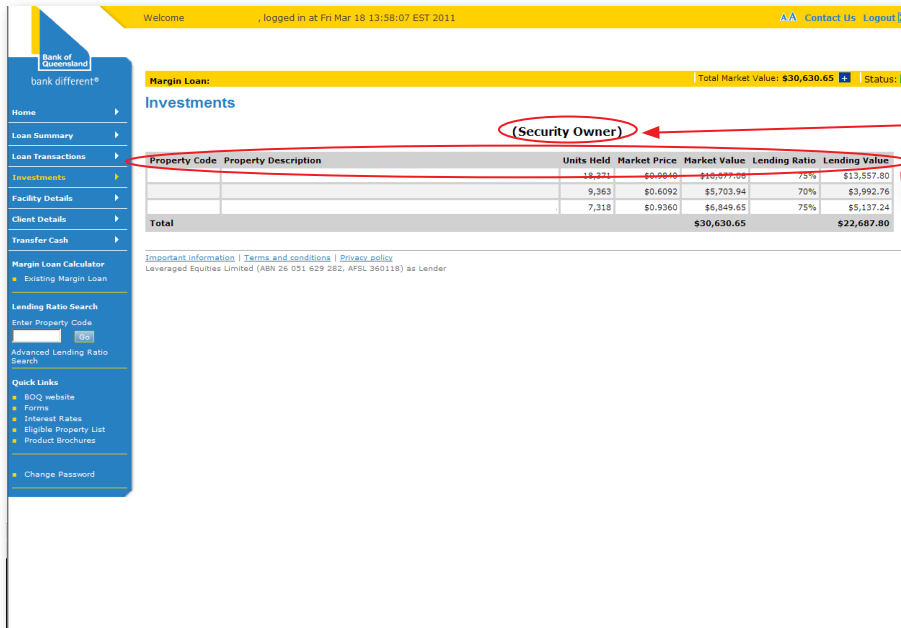 Welcome , logged in at Fri Mar 18 13:58:07 EST 2011
AA Contact Us Logout
Bank of
Queensland
bank different®
Margin Loan: Total Market Value: $30,630.65 + Status:
Investments
(Security Owner)
Home
Loan Summary
Loan Transactions
Investments
Facility Details
Client Details
Transfer Cash
Margin Loan Calculator
Existing Margin Loan
Lending Ratio Search
Enter Property Code
Go
Advanced Lending Ratio
Search
Quick Links
BOQ website
Forms
Interest Rates
Eligible Property List
Product Brochures
Change Password
Property Code Property Description Units Held Market Price Market Value Lending Ratio Lending Value
18,371 $0.9840 $18,077.06 75% $13,557.80
9,363 $0.6092 $5,703.94 70% $3,992.76
7,318 $0.9360 $6,849.65 75% $5,137.24
Total $30,630.65 $22,687.80
Important information | Terms and conditions | Privacy policy
Leveraged Equities Limited (ABN 26 051 629 282, AFSL 360118) as Lender